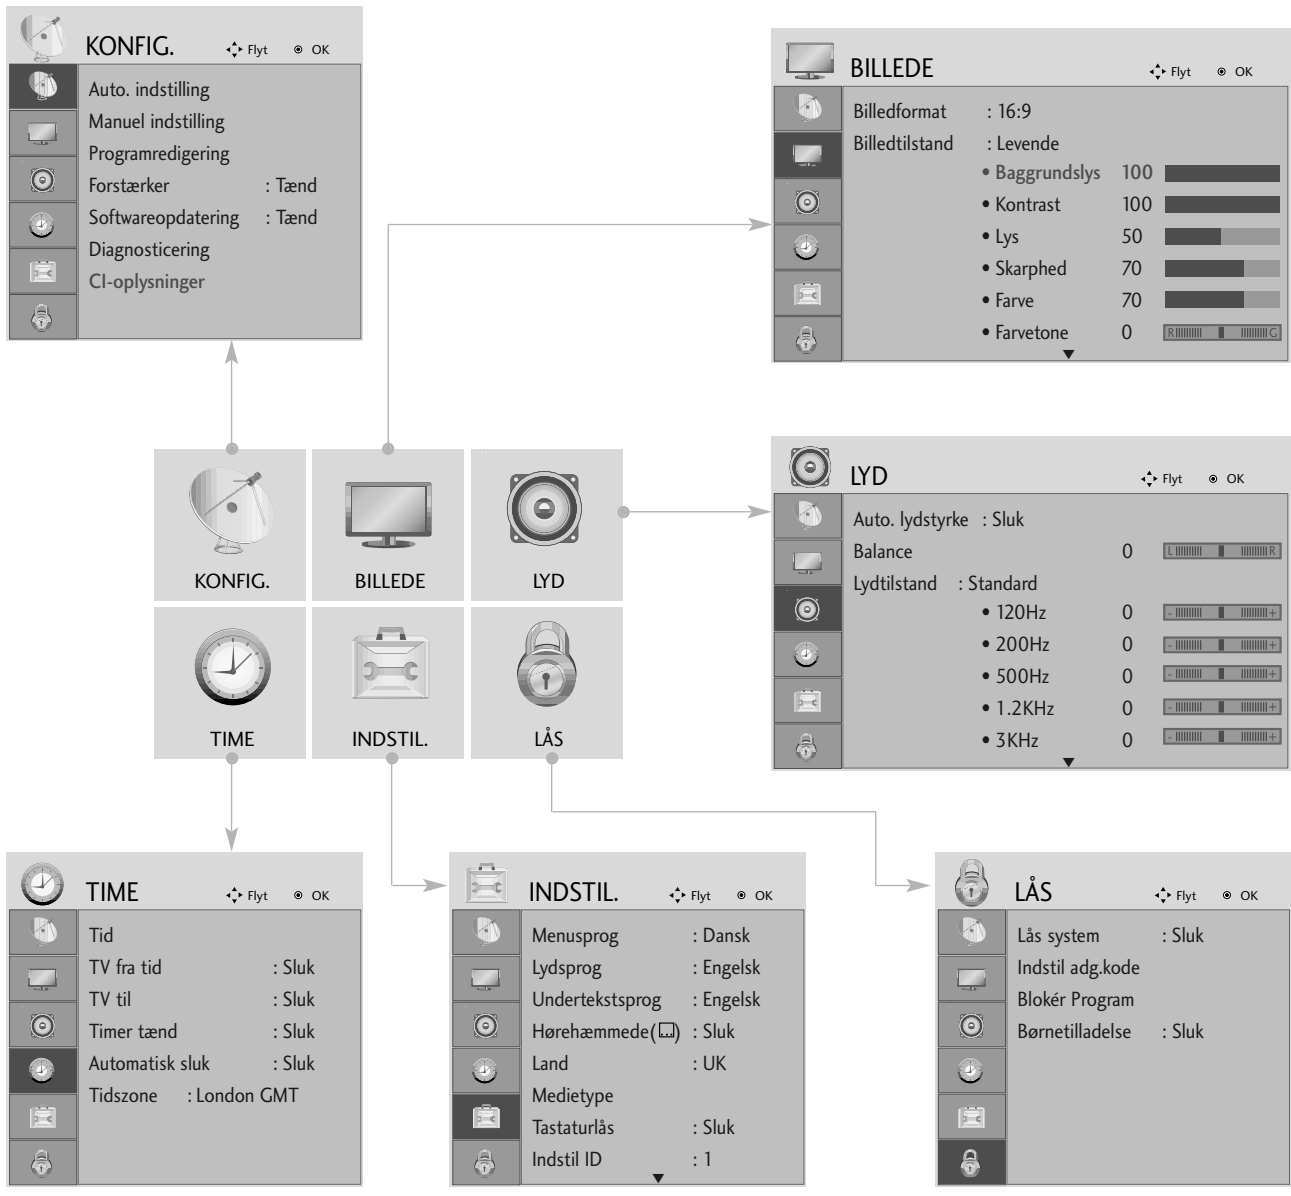 KONFIG. Flyt OK
Auto. indstilling
Manuel indstilling
Programredigering
Forstærker : Tænd
Softwareopdatering : Tænd
Diagnosticering
CI-oplysninger
BILLEDE Flyt OK
Billedformat : 16:9
Billedtilstand : Levende
• Baggrundslys 100
• Kontrast 100
• Lys 50
• Skarphed 70
• Farve 70
• Farvetone 0 R G
KONFIG. BILLEDE LYD
TIME INDSTIL. LÅS
LYD Flyt OK
Auto. lydstyrke : Sluk
Balance 0 L R
Lydtilstand : Standard
• 120Hz 0 - +
• 200Hz 0 - +
• 500Hz 0 - +
• 1.2KHz 0 - +
• 3KHz 0 - +
TIME Flyt OK
Tid
TV fra tid : Sluk
TV til : Sluk
Timer tænd : Sluk
Automatisk sluk : Sluk
Tidszone : London GMT
INDSTIL. Flyt OK
Menusprog : Dansk
Lydsprog : Engelsk
Undertekstsprog : Engelsk
Hørehæmmede( ) : Sluk
Land : UK
Medietype
Tastaturlås : Sluk
Indstil ID : 1
LÅS Flyt OK
Lås system : Sluk
Indstil adg.kode
Blokér Program
Børnetilladelse : Sluk